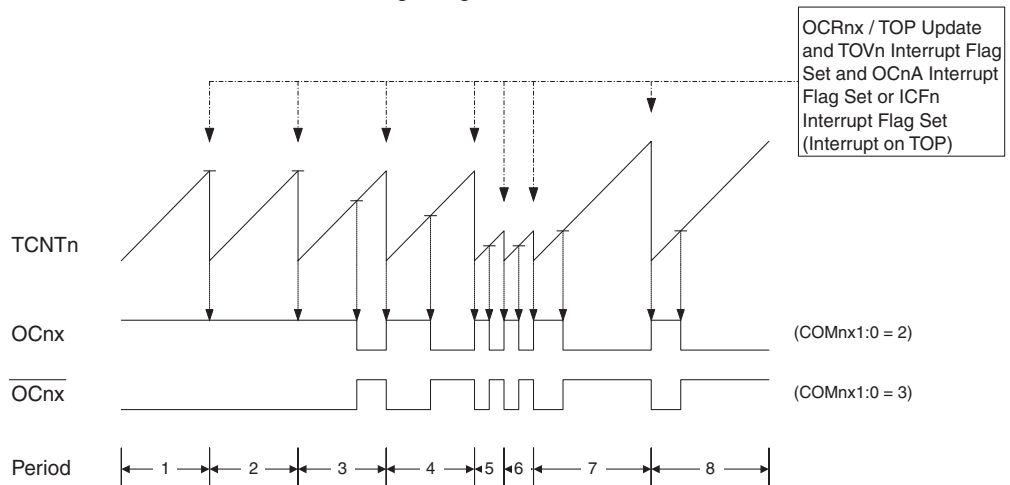 OCRnx / TOP Update
and TOVn Interrupt Flag
Set and OCnA Interrupt
Flag Set or ICFn
Interrupt Flag Set
(Interrupt on TOP)
TCNTn
OCnx
(COMnx1:0 = 2)
OCnx
(COMnx1:0 = 3)
Period 1 2 3 4 5 6 7 8